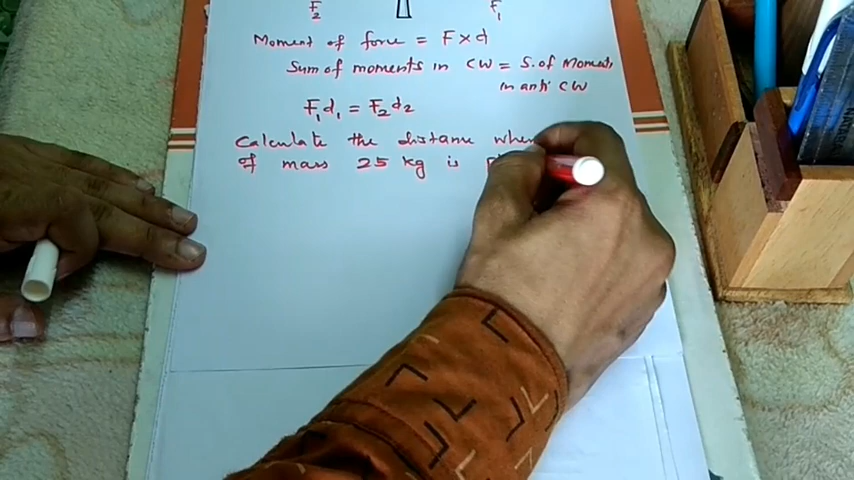 F2 F1
Moment of force = F×d
Sum of moments in CW = S. of Moments
in anti CW
F1d1 = F2d2
Calculate the distance
of mass 25 kg is